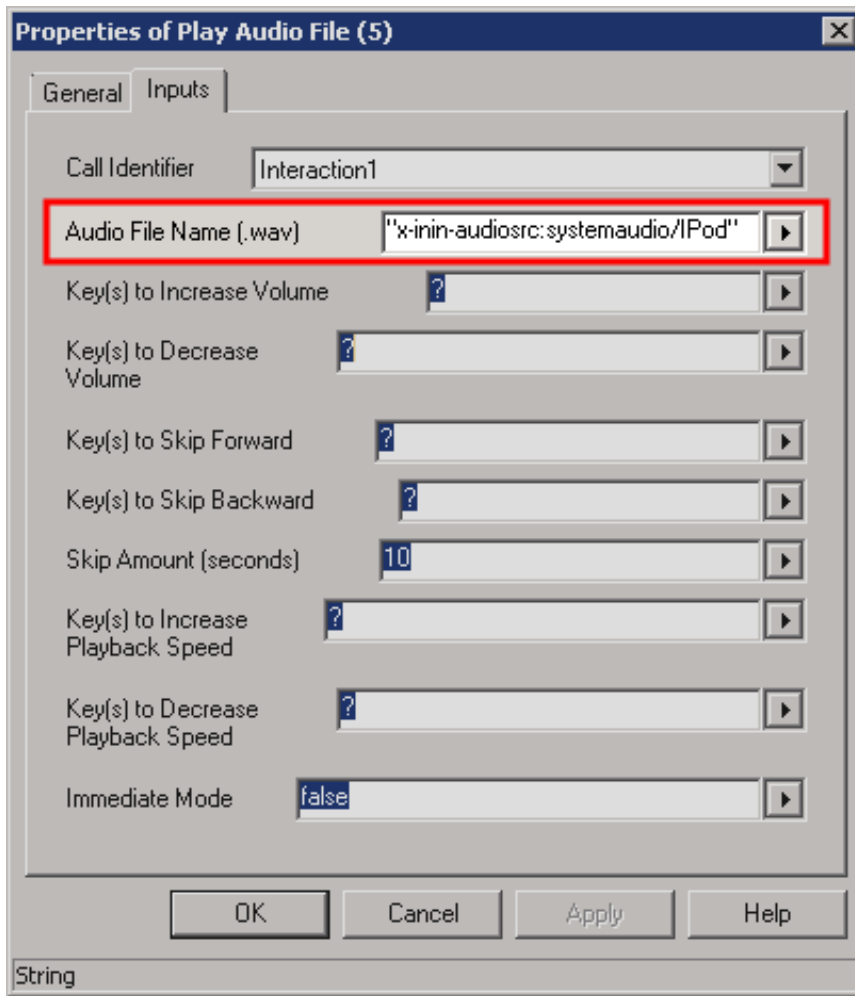 Properties of Play Audio File (5)
General Inputs
Call Identifier Interaction1
Audio File Name (.wav) "x-inin-audiosrc:systemaudio/IPod"
Key(s) to Increase Volume ?
Key(s) to Decrease ?
Volume
Key(s) to Skip Forward ?
Key(s) to Skip Backward ?
Skip Amount (seconds) 10
Key(s) to Increase ?
Playback Speed
Key(s) to Decrease ?
Playback Speed
Immediate Mode false
OK Cancel Apply Help
String